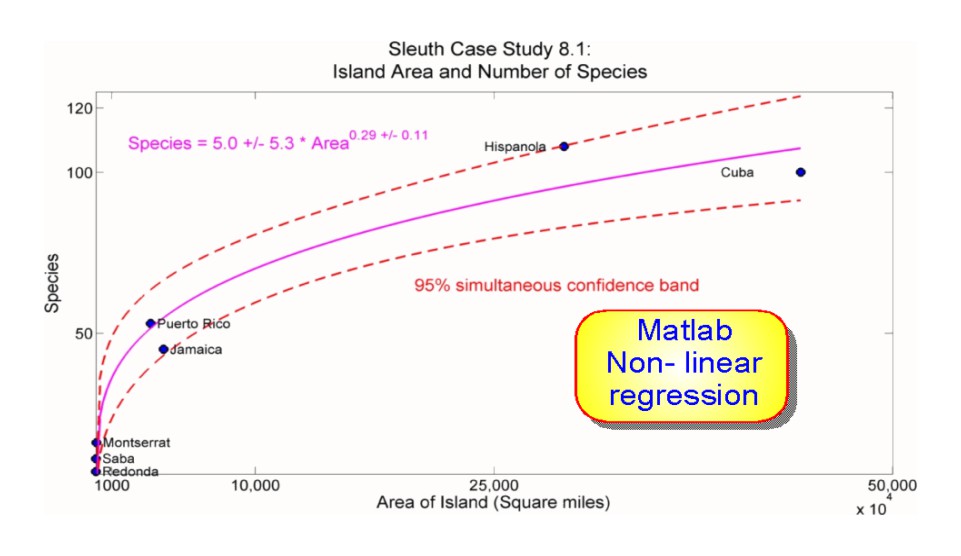 Sleuth Case Study 8.1:
Island Area and Number of Species
120
100
50
Species
Species = 5.0 +/- 5.3 * Area^0.29 +/- 0.11
Hispanola
Cuba
95% simultaneous confidence band
Puerto Rico
Jamaica
Matlab
Non- linear
regression
Montserrat
Saba
Redonda
1000
10,000
25,000
50,000
Area of Island (Square miles)
x 10^4